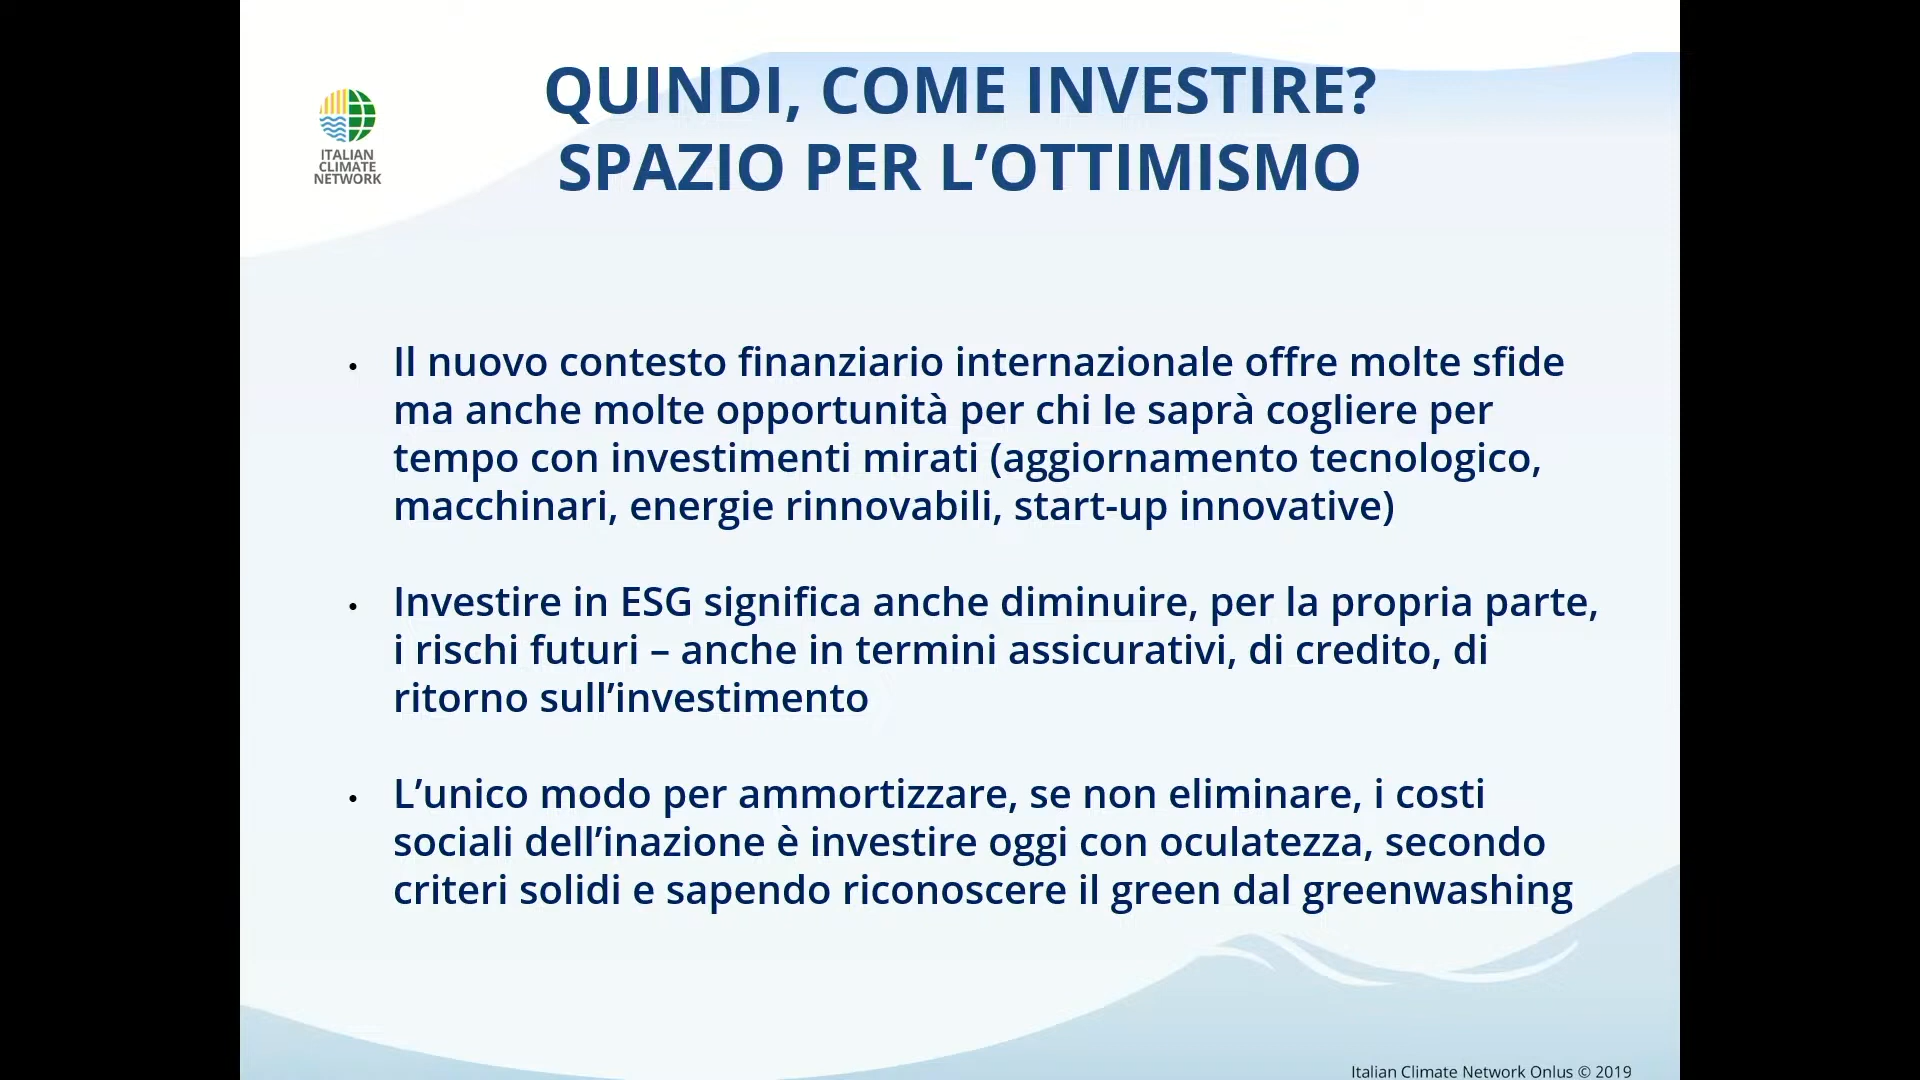 QUINDI, COME INVESTIRE?
SPAZIO PER L’OTTIMISMO
ITALIAN
CLIMATE
NETWORK
• Il nuovo contesto finanziario internazionale offre molte sfide
ma anche molte opportunità per chi le saprà cogliere per
tempo con investimenti mirati (aggiornamento tecnologico,
macchinari, energie rinnovabili, start-up innovative)
• Investire in ESG significa anche diminuire, per la propria parte,
i rischi futuri – anche in termini assicurativi, di credito, di
ritorno sull’investimento
• L’unico modo per ammortizzare, se non eliminare, i costi
sociali dell’inazione è investire oggi con oculatezza, secondo
criteri solidi e sapendo riconoscere il green dal greenwashing
Italian Climate Network Onlus © 2019